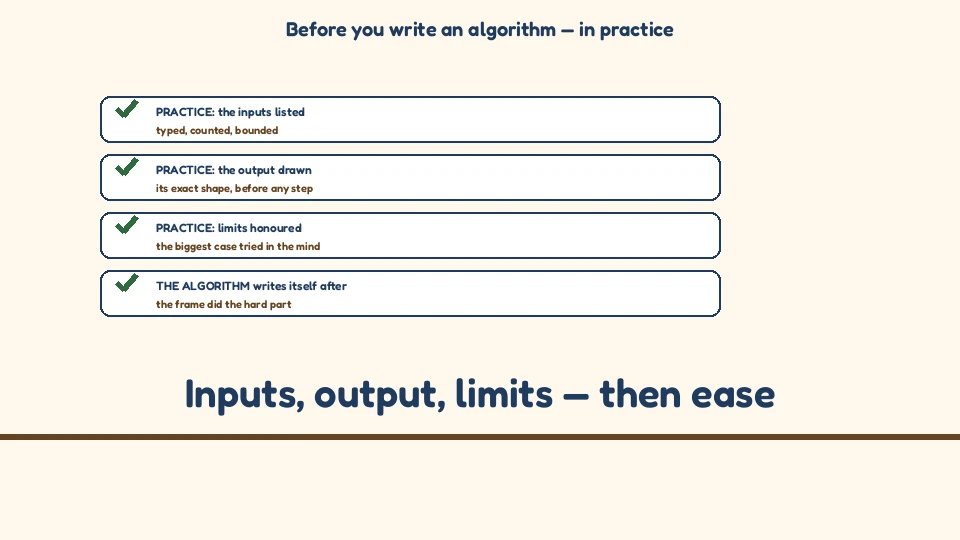 Before you write an algorithm — in practice
PRACTICE: the inputs listed
typed, counted, bounded
PRACTICE: the output drawn
its exact shape, before any step
PRACTICE: limits honoured
the biggest case tried in the mind
THE ALGORITHM writes itself after
the frame did the hard part
Inputs, output, limits — then ease